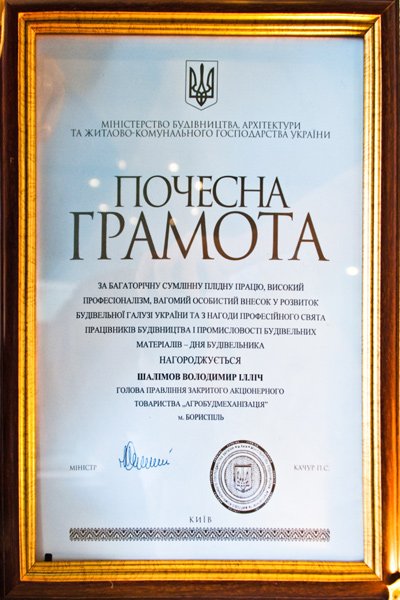 МІНІСТЕРСТВО БУДІВНИЦТВА, АРХІТЕКТУРИ
ТА ЖИТЛОВО-КОМУНАЛЬНОГО ГОСПОДАРСТВА УКРАЇНИ
ПОЧЕСНА
ГРАМОТА
ЗА БАГАТОРІЧНУ СУМЛІННУ ПЛІДНУ ПРАЦЮ, ВИСОКИЙ
ПРОФЕСІОНАЛІЗМ, ВАГОМИЙ ОСОБИСТИЙ ВНЕСОК У РОЗВИТОК
БУДІВЕЛЬНОЇ ГАЛУЗІ УКРАЇНИ ТА З НАГОДИ ПРОФЕСІЙНОГО СВЯТА
ПРАЦІВНИКІВ БУДІВНИЦТВА І ПРОМИСЛОВОСТІ БУДІВЕЛЬНИХ
МАТЕРІАЛІВ – ДНЯ БУДІВЕЛЬНИКА
НАГОРОДЖУЄТЬСЯ
ШАЛІМОВ ВОЛОДИМИР ІЛЛІЧ
ГОЛОВА ПРАВЛІННЯ ЗАКРИТОГО АКЦІОНЕРНОГО
ТОВАРИСТВА „АГРОБУДМЕХАНІЗАЦІЯ"
м. БОРИСПІЛЬ
МІНІСТР КАЧУР П.С.
КИЇВ